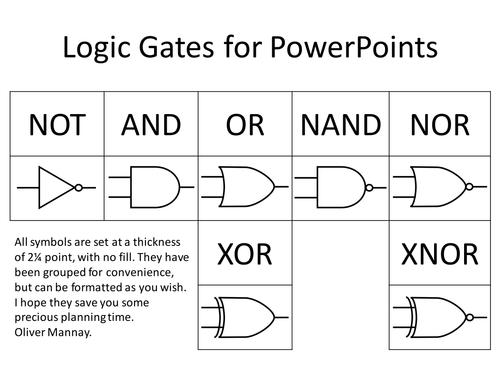 Logic Gates for PowerPoints
NOT AND OR NAND NOR
All symbols are set at a thickness
of 2¼ point, with no fill. They have
been grouped for convenience,
but can be formatted as you wish.
I hope they save you some
precious planning time.
Oliver Mannay.
XOR XNOR